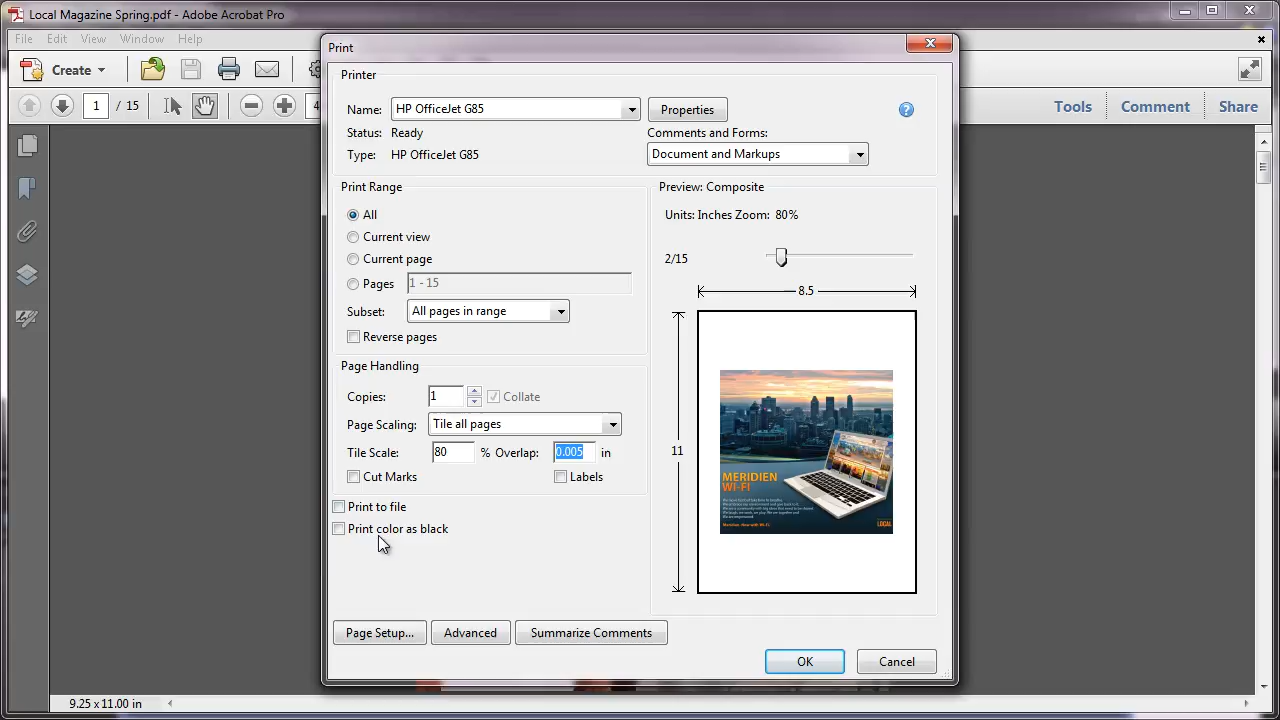 Local Magazine Spring.pdf - Adobe Acrobat Pro
File Edit View Window Help
Create
1 / 15
4
Tools Comment Share
Print
Printer
Name: HP OfficeJet G85 Properties
Status: Ready
Comments and Forms:
Type: HP OfficeJet G85
Document and Markups
Print Range
Preview: Composite
All
Units: Inches Zoom: 80%
Current view
Current page
2/15
Pages 1 - 15
8.5
Subset: All pages in range
Reverse pages
Page Handling
Copies: 1 Collate
Page Scaling: Tile all pages
11
Tile Scale: 80 % Overlap: 0.005 in
Cut Marks Labels
MERIDIEN
WI-FI
LOCAL
Print to file
Print color as black
Page Setup... Advanced Summarize Comments
OK Cancel
9.25 x 11.00 in